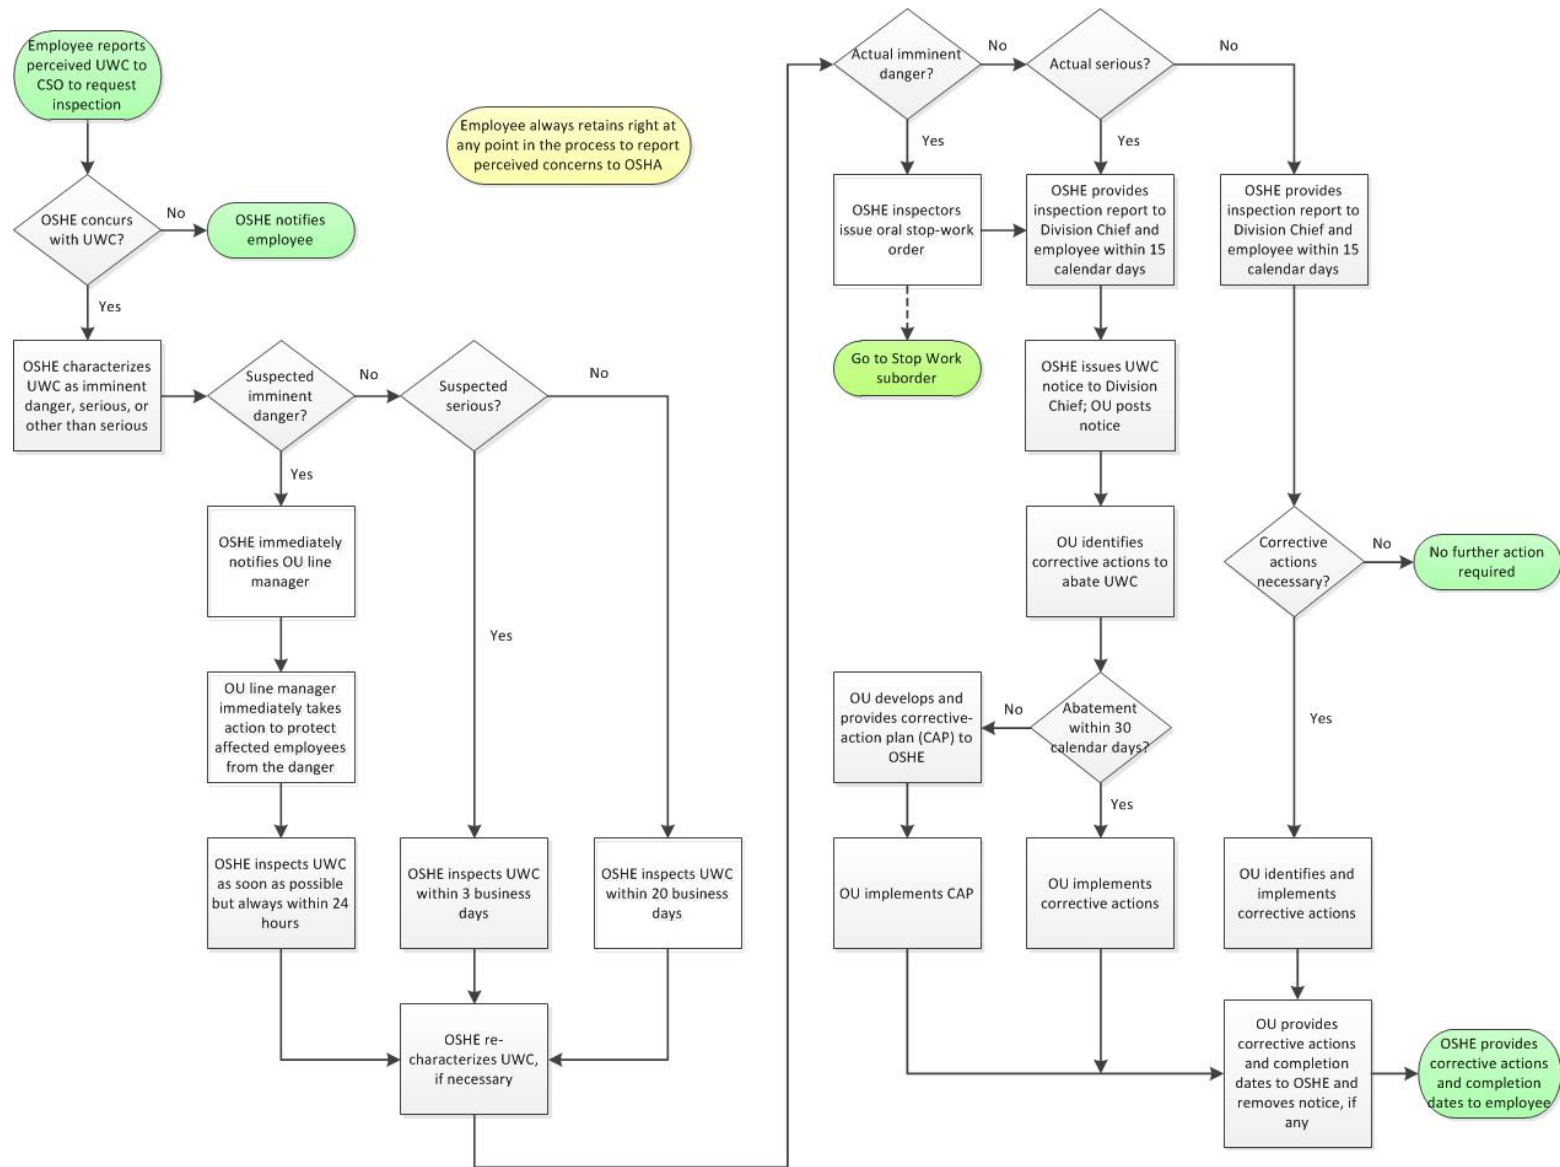 Employee reports
perceived UWC to
CSO to request
inspection
Employee always retains right at
any point in the process to report
perceived concerns to OSHA
OSHE concurs
with UWC?
No
OSHE notifies
employee
Yes
OSHE characterizes
UWC as imminent
danger, serious, or
other than serious
Suspected
imminent
danger?
No
Suspected
serious?
No
Yes
OSHE immediately
notifies OU line
manager
Yes
OU line manager
immediately takes
action to protect
affected employees
from the danger
OSHE inspects UWC
as soon as possible
but always within 24
hours
OSHE inspects UWC
within 3 business
days
OSHE inspects UWC
within 20 business
days
OSHE re-
characterizes UWC,
if necessary
Actual imminent
danger?
No
Actual serious?
No
Yes
Yes
OSHE inspectors
issue oral stop-work
order
OSHE provides
inspection report to
Division Chief and
employee within 15
calendar days
OSHE provides
inspection report to
Division Chief and
employee within 15
calendar days
Go to Stop Work
suborder
OSHE issues UWC
notice to Division
Chief; OU posts
notice
OU identifies
corrective actions to
abate UWC
Corrective
actions
necessary?
No
No further action
required
OU develops and
provides corrective-
action plan (CAP) to
OSHE
No
Abatement
within 30
calendar days?
Yes
Yes
OU implements CAP
OU implements
corrective actions
OU identifies and
implements
corrective actions
OU provides
corrective actions
and completion
dates to OSHE and
removes notice, if
any
OSHE provides
corrective actions
and completion
dates to employee